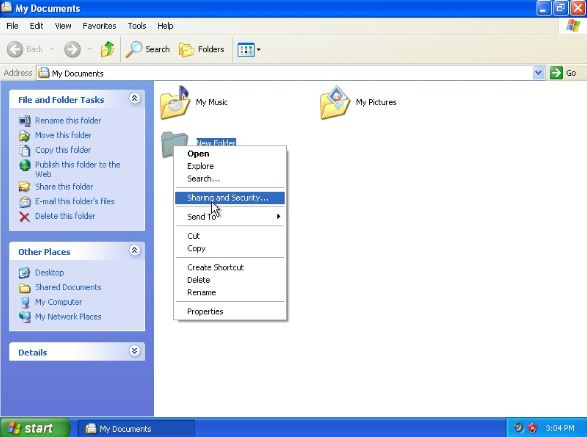 My Documents
File Edit View Favorites Tools Help
Back Search Folders
Address My Documents Go
File and Folder Tasks
Rename this folder
Move this folder
Copy this folder
Publish this folder to the
Web
Share this folder
E-mail this folder's files
Delete this folder
Other Places
Desktop
Shared Documents
My Computer
My Network Places
Details
My Music
My Pictures
New Folder
Open
Explore
Search...
Sharing and Security...
Send To
Cut
Copy
Create Shortcut
Delete
Rename
Properties
start
My Documents
3:04 PM